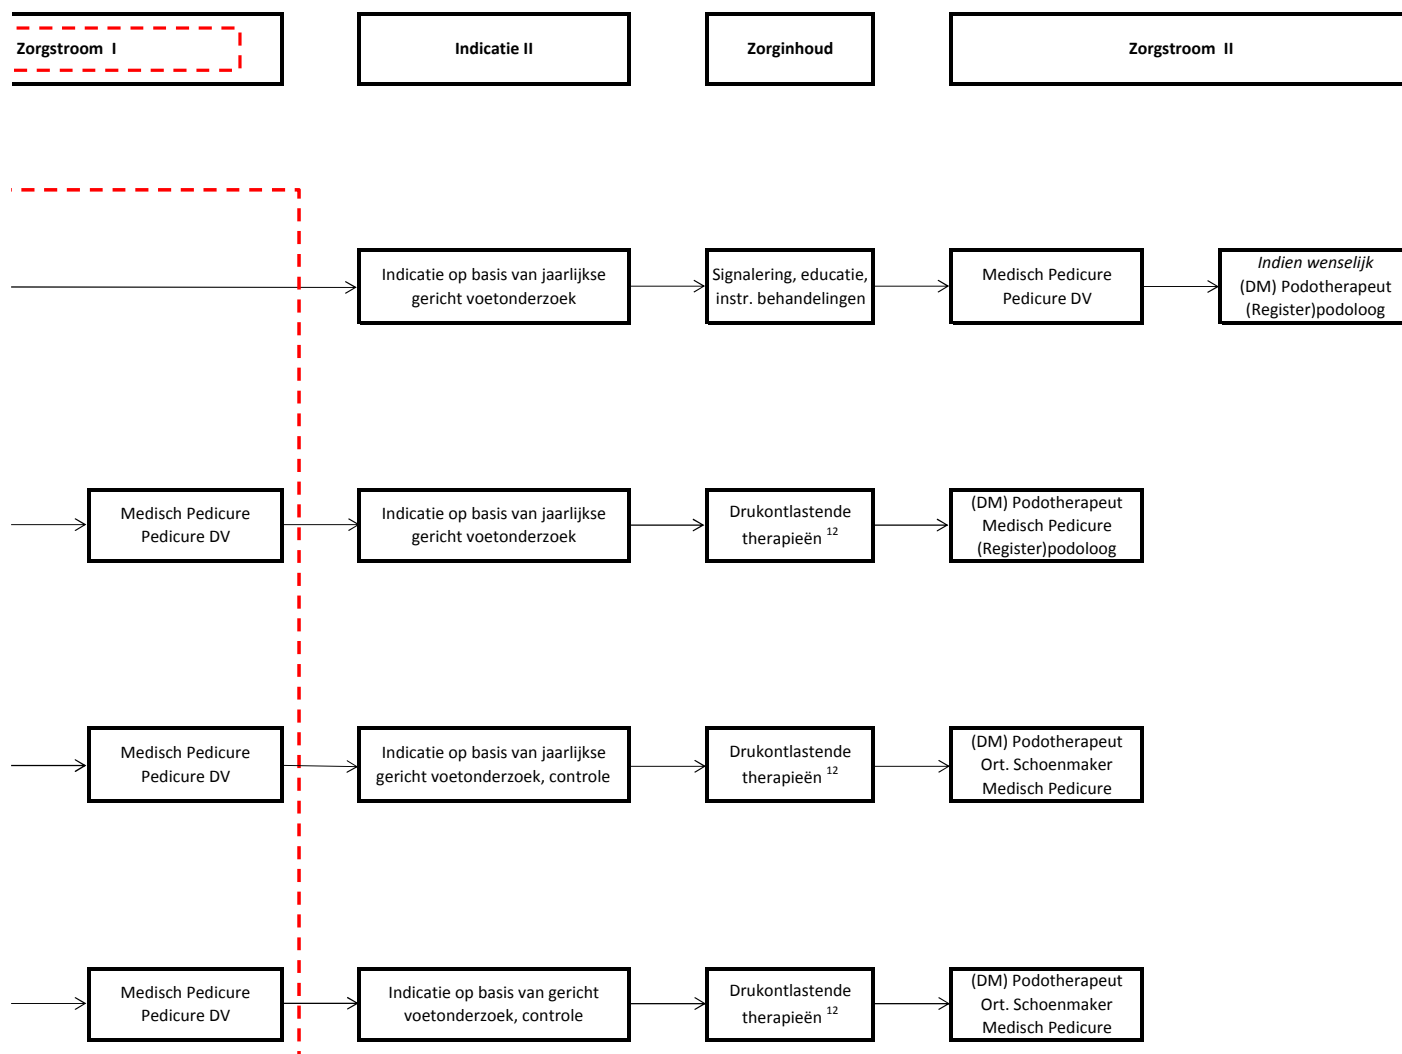 Zorgstroom I
Indicatie II
Zorginhoud
Zorgstroom II
Indicatie op basis van jaarlijkse
gericht voetonderzoek
Signalering, educatie,
instr. behandelingen
Medisch Pedicure
Pedicure DV
Indien wenselijk
(DM) Podotherapeut
(Register)podoloog
Medisch Pedicure
Pedicure DV
Indicatie op basis van jaarlijkse
gericht voetonderzoek
Drukontlastende
therapieën 12
(DM) Podotherapeut
Medisch Pedicure
(Register)podoloog
Medisch Pedicure
Pedicure DV
Indicatie op basis van jaarlijkse
gericht voetonderzoek, controle
Drukontlastende
therapieën 12
(DM) Podotherapeut
Ort. Schoenmaker
Medisch Pedicure
Medisch Pedicure
Pedicure DV
Indicatie op basis van gericht
voetonderzoek, controle
Drukontlastende
therapieën 12
(DM) Podotherapeut
Ort. Schoenmaker
Medisch Pedicure